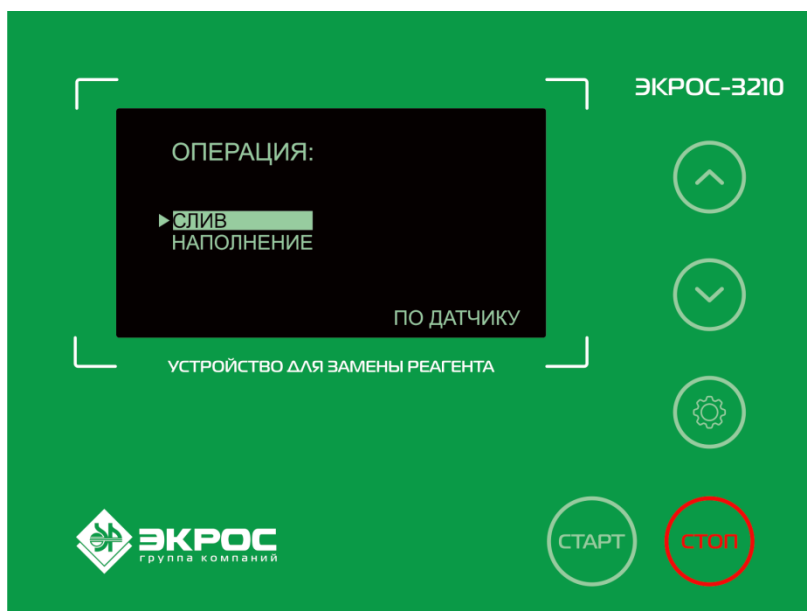 ЭКРОС-3210
ОПЕРАЦИЯ:
СЛИВ
НАПОЛНЕНИЕ
ПО ДАТЧИКУ
УСТРОЙСТВО ДЛЯ ЗАМЕНЫ РЕАГЕНТА
ЭКРОС
группа компаний
СТАРТ
СТОП